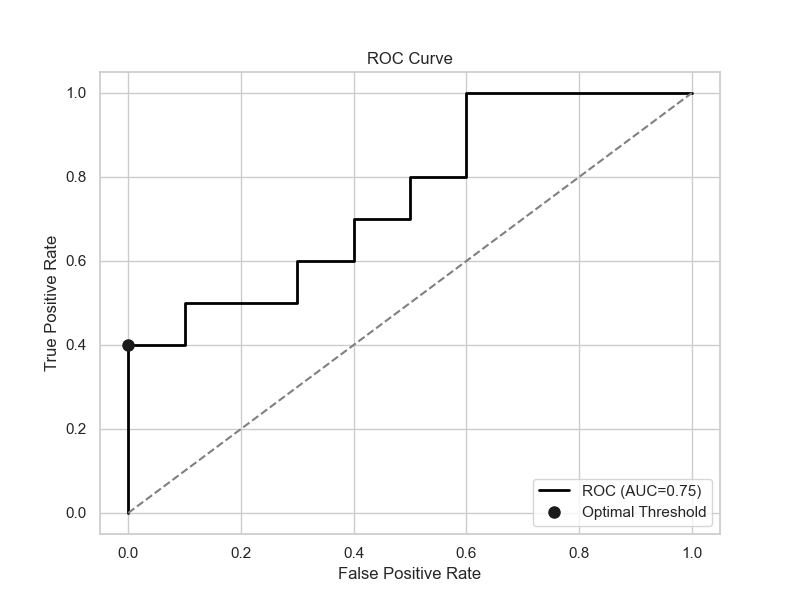 ROC Curve
1.0
0.8
0.6
0.4
0.2
0.0
True Positive Rate
0.0 0.2 0.4 0.6 0.8 1.0
False Positive Rate
ROC (AUC=0.75)
Optimal Threshold